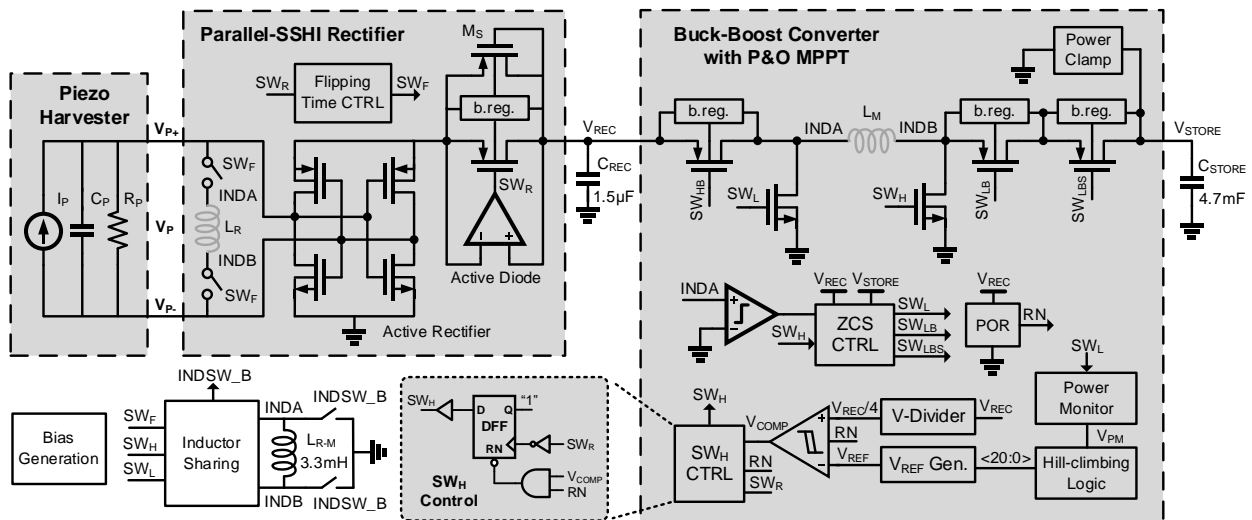 Parallel-SSHI Rectifier
M_S
SW_R
Flipping
Time CTRL
SW_F
b.reg.
SW_R
Active Diode
Active Rectifier
Piezo
Harvester
V_P+
I_P
C_P
R_P
V_P
V_P-
SW_F
INDA
L_R
INDB
SW_F
V_REC
C_REC
1.5µF
Buck-Boost Converter
with P&O MPPT
Power
Clamp
b.reg.
INDA
L_M
INDB
b.reg.
b.reg.
V_STORE
C_STORE
4.7mF
SW_HB
SW_L
SW_H
SW_LB
SW_LBS
INDA
+
−
SW_H
V_REC
V_STORE
ZCS
CTRL
SW_L
SW_LB
SW_LBS
V_REC
POR
RN
SW_L
Power
Monitor
V_PM
Hill-climbing
Logic
<20:0>
V_REF Gen.
V_REF
V-Divider
V_REC
V_REC/4
RN
+
−
V_COMP
SW_H
SW_H
CTRL
RN
SW_R
SW_H
D
Q
"1"
DFF
RN
SW_R
V_COMP
RN
SW_H
Control
Bias
Generation
INDSW_B
SW_F
SW_H
SW_L
Inductor
Sharing
INDA
INDSW_B
L_R-M
3.3mH
INDB
INDSW_B